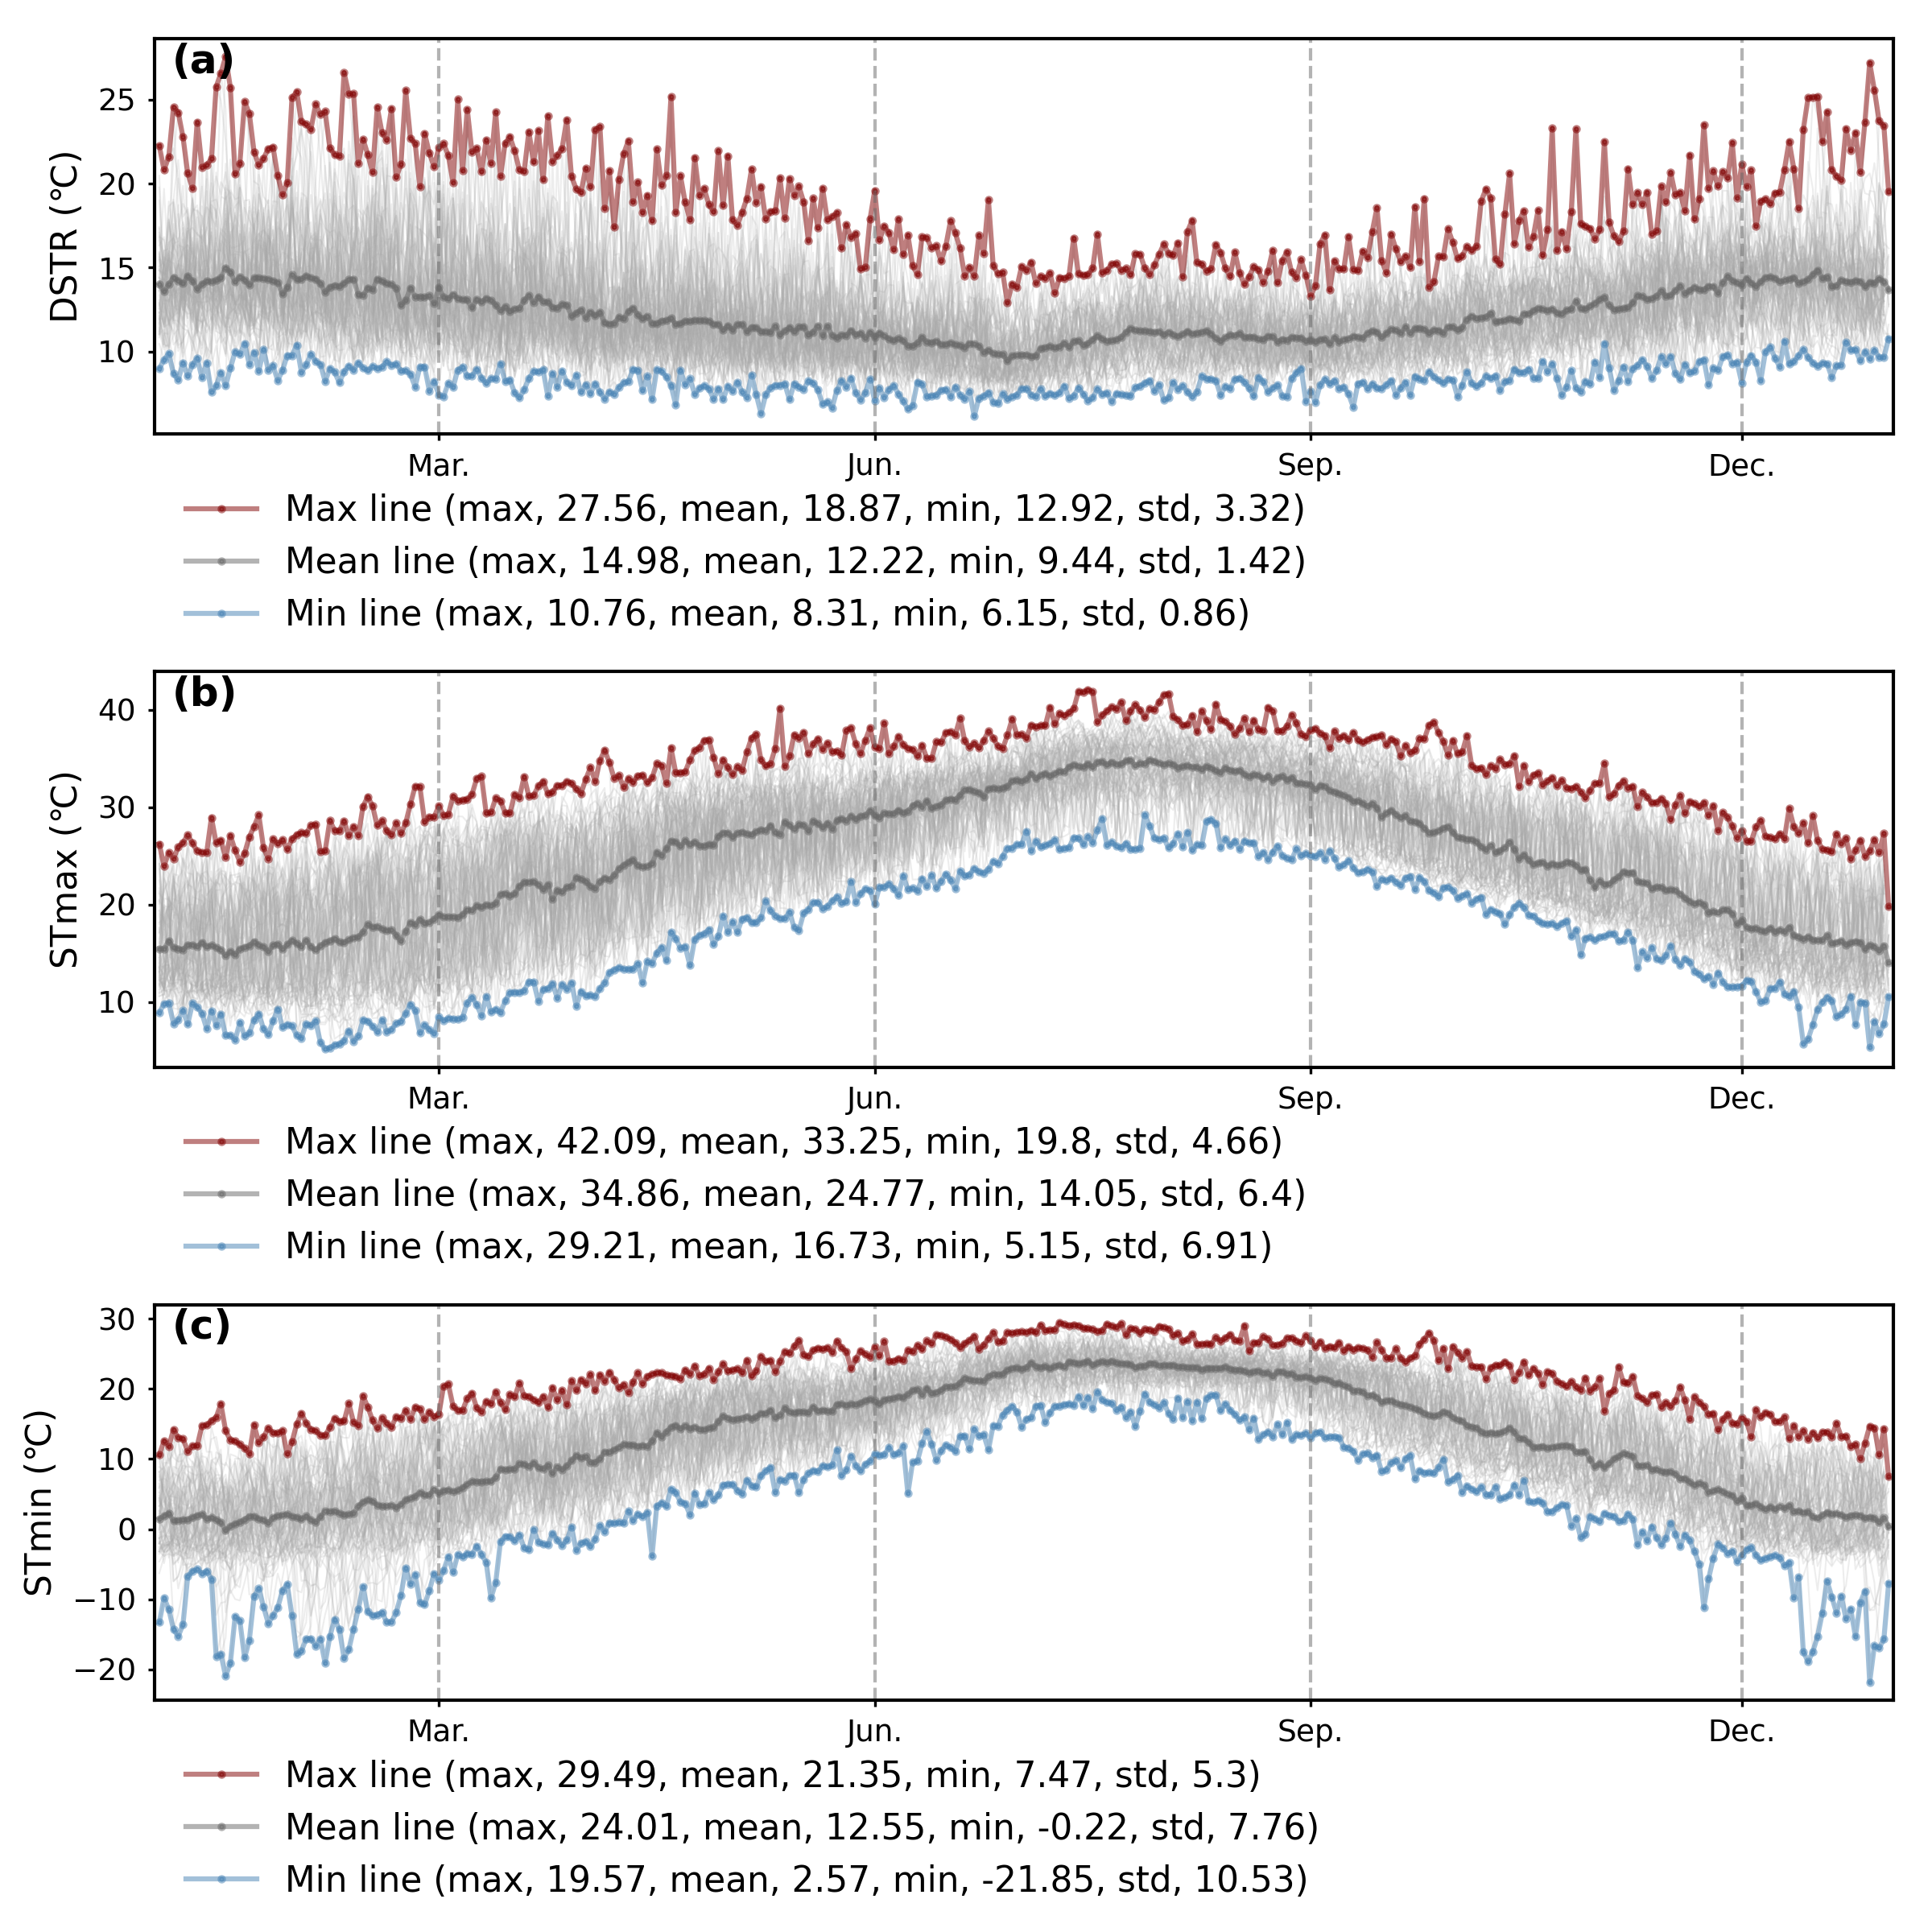 (a)
DSTR (℃)
25
20
15
10
Mar. Jun. Sep. Dec.
Max line (max, 27.56, mean, 18.87, min, 12.92, std, 3.32)
Mean line (max, 14.98, mean, 12.22, min, 9.44, std, 1.42)
Min line (max, 10.76, mean, 8.31, min, 6.15, std, 0.86)
(b)
STmax (℃)
40
30
20
10
Mar. Jun. Sep. Dec.
Max line (max, 42.09, mean, 33.25, min, 19.8, std, 4.66)
Mean line (max, 34.86, mean, 24.77, min, 14.05, std, 6.4)
Min line (max, 29.21, mean, 16.73, min, 5.15, std, 6.91)
(c)
STmin (℃)
30
20
10
0
−10
−20
Mar. Jun. Sep. Dec.
Max line (max, 29.49, mean, 21.35, min, 7.47, std, 5.3)
Mean line (max, 24.01, mean, 12.55, min, -0.22, std, 7.76)
Min line (max, 19.57, mean, 2.57, min, -21.85, std, 10.53)